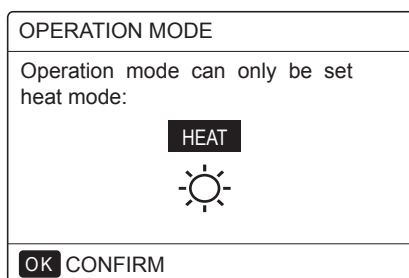 OPERATION MODE
Operation mode can only be set
heat mode:
HEAT
OK CONFIRM